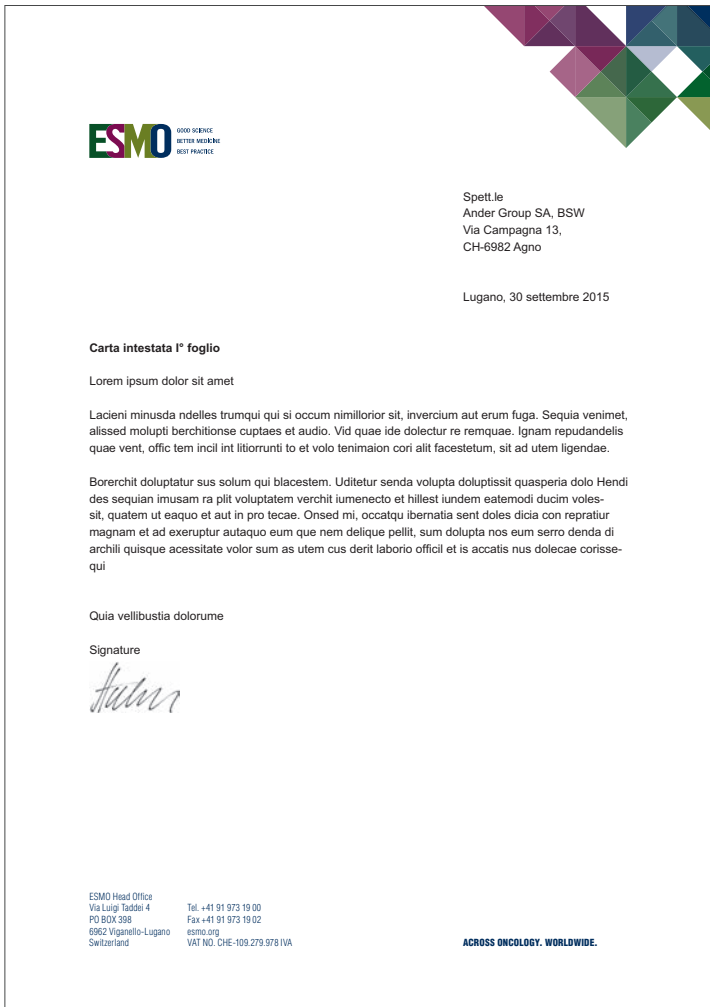 ESMO
GOOD SCIENCE
BETTER MEDICINE
BEST PRACTICE
Spett.le
Ander Group SA, BSW
Via Campagna 13,
CH-6982 Agno
Lugano, 30 settembre 2015
Carta intestata I° foglio
Lorem ipsum dolor sit amet
Lacieni minusda ndelles trumqui qui si occum nimillorior sit, invercium aut erum fuga. Sequia venimet,
alissed molupti berchitionse cuptaes et audio. Vid quae ide dolectur re remquae. Ignam repudandelis
quae vent, offic tem incil int litiorrunti to et volo tenimaion cori alit facestetum, sit ad utem ligendae.
Borerchit doluptatur sus solum qui blacestem. Uditetur senda volupta doluptissit quasperia dolo Hendi
des sequian imusam ra plit voluptatem verchit iumenecto et hillest iundem eatemodi ducim voles-
sit, quatem ut eaquo et aut in pro tecae. Onsed mi, occatqu ibernatia sent doles dicia con repratiur
magnam et ad exeruptur autaquo eum que nem delique pellit, sum dolupta nos eum serro denda di
archili quisque acessitate volor sum as utem cus derit laborio officil et is accatis nus dolecae corisse-
qui
Quia vellibustia dolorume
Signature
ESMO Head Office
Via Luigi Taddei 4
PO BOX 398
6962 Viganello-Lugano
Switzerland
Tel. +41 91 973 19 00
Fax +41 91 973 19 02
esmo.org
VAT NO. CHE-109.279.978 IVA
ACROSS ONCOLOGY. WORLDWIDE.